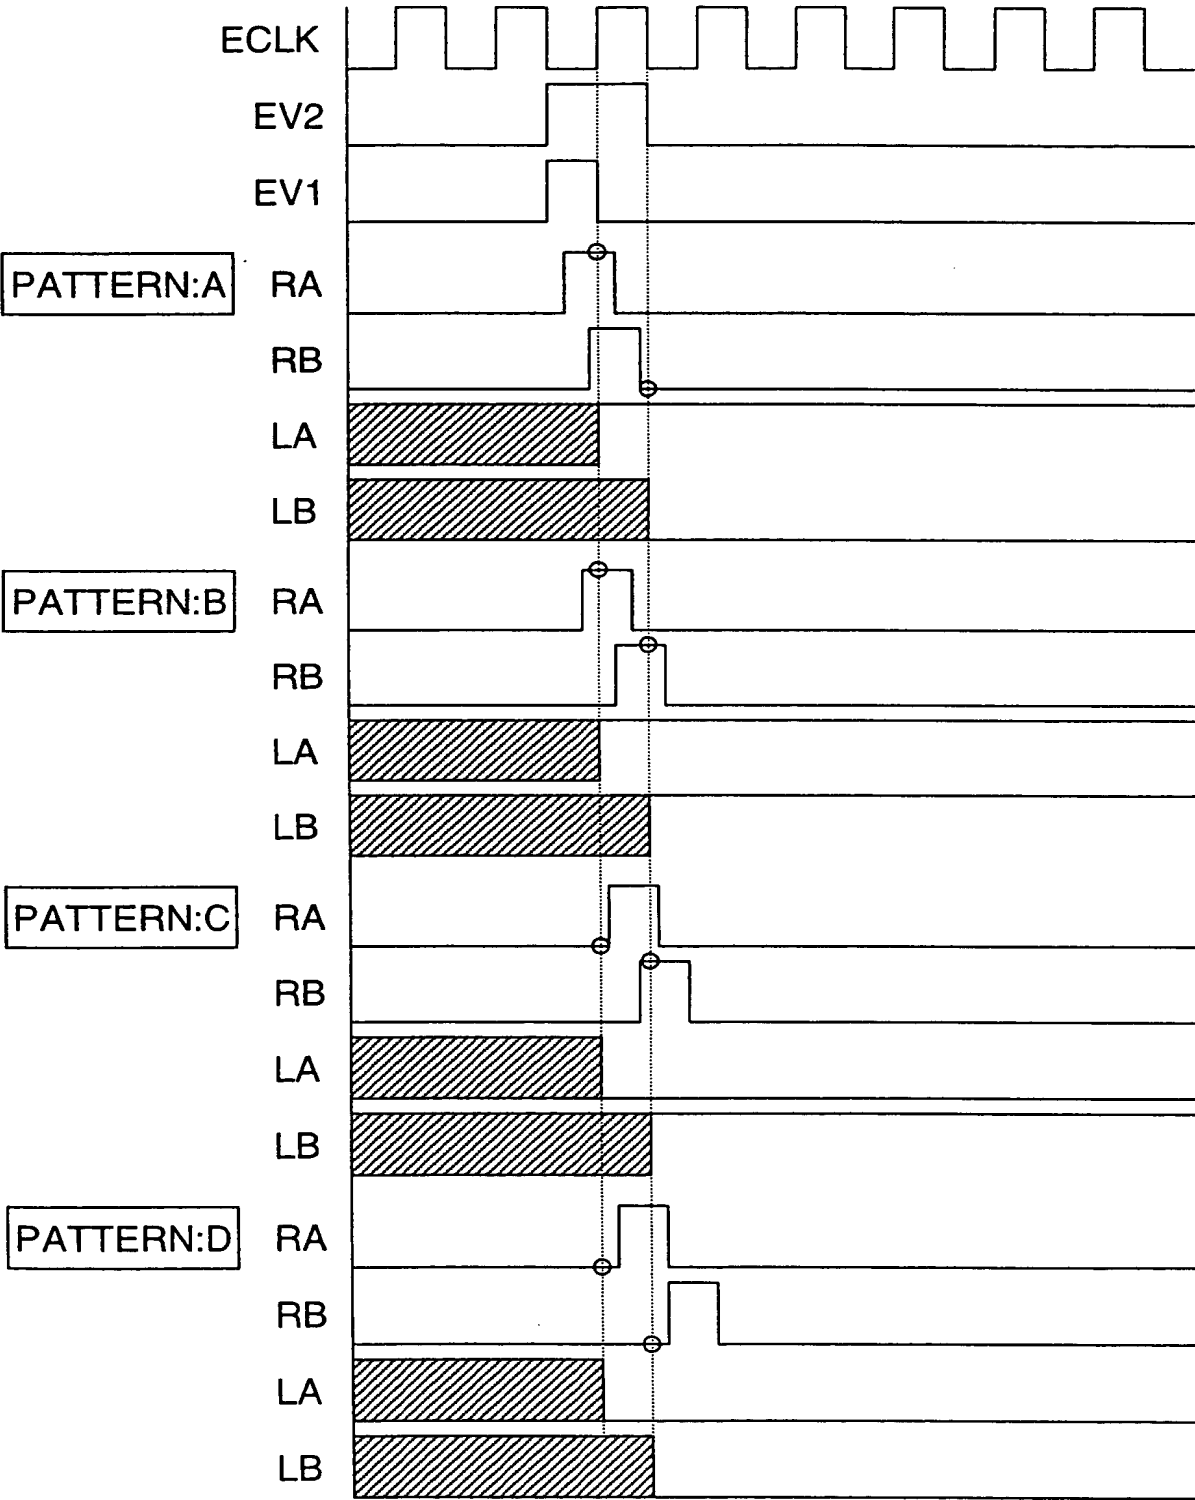 ECLK
EV2
EV1
PATTERN:A RA
RB
LA
LB
PATTERN:B RA
RB
LA
LB
PATTERN:C RA
RB
LA
LB
PATTERN:D RA
RB
LA
LB